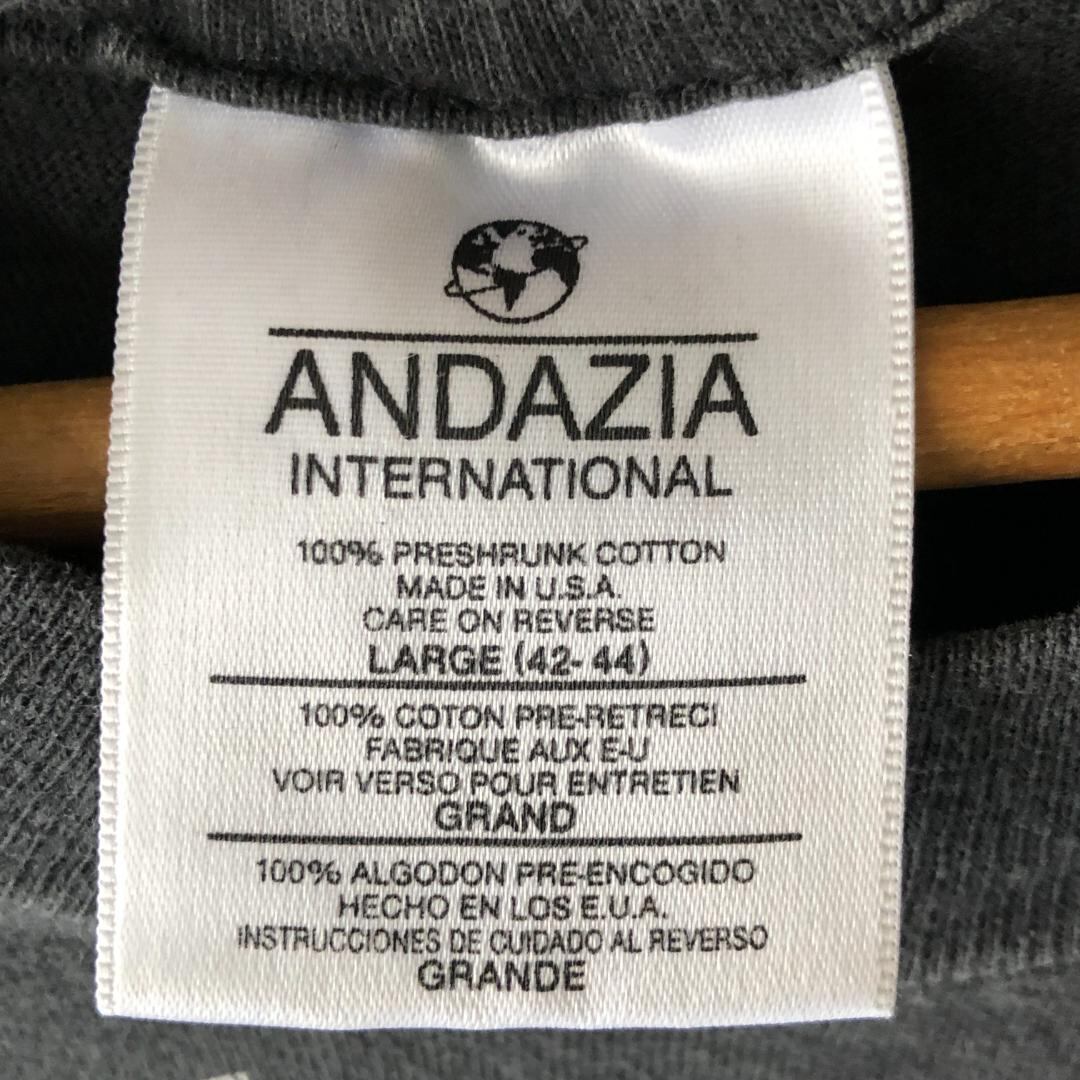 ANDAZIA
INTERNATIONAL
100% PRESHRUNK COTTON
MADE IN U.S.A.
CARE ON REVERSE
LARGE (42-44)
100% COTON PRE-RETRECI
FABRIQUE AUX E-U
VOIR VERSO POUR ENTRETIEN
GRAND
100% ALGODON PRE-ENCOGIDO
HECHO EN LOS E.U.A.
INSTRUCCIONES DE CUIDADO AL REVERSO
GRANDE